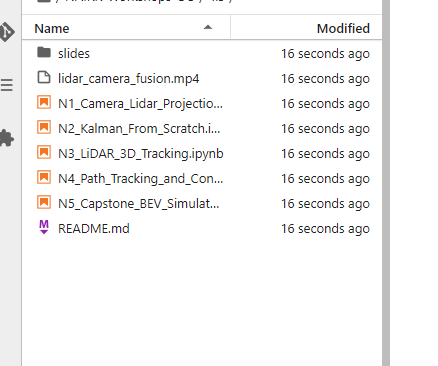 Name Modified
slides 16 seconds ago
lidar_camera_fusion.mp4 16 seconds ago
N1_Camera_Lidar_Projectio... 16 seconds ago
N2_Kalman_From_Scratch.i... 16 seconds ago
N3_LiDAR_3D_Tracking.ipynb 16 seconds ago
N4_Path_Tracking_and_Con... 16 seconds ago
N5_Capstone_BEV_Simulat... 16 seconds ago
README.md 16 seconds ago